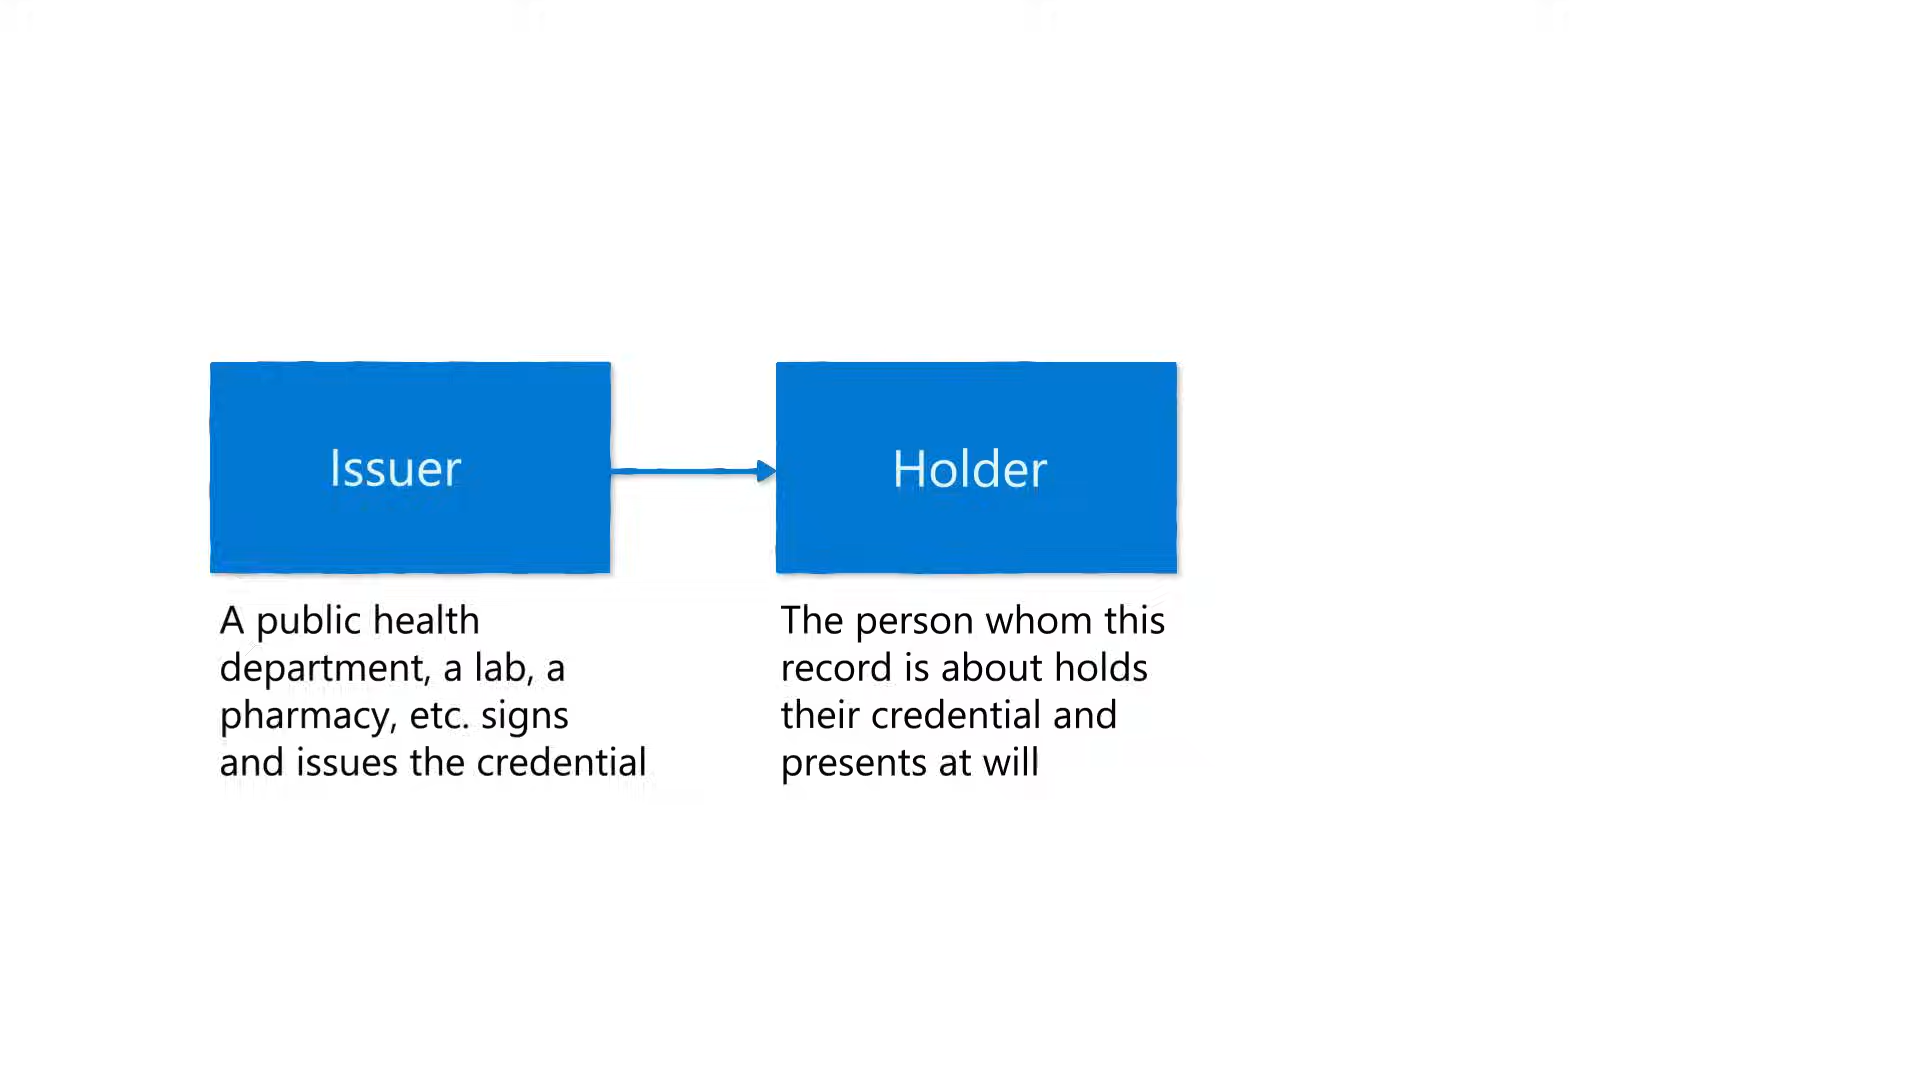 Issuer
Holder
A public health
department, a lab, a
pharmacy, etc. signs
and issues the credential
The person whom this
record is about holds
their credential and
presents at will